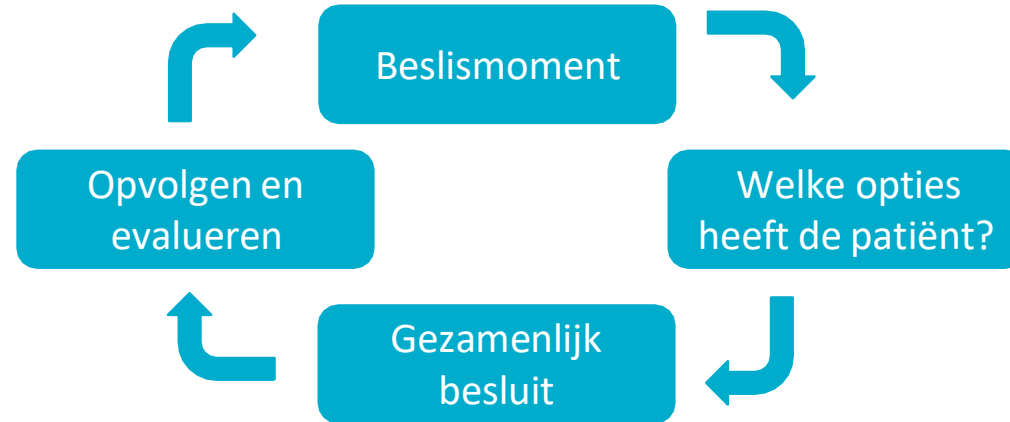 Beslismoment
Welke opties
heeft de patiënt?
Gezamenlijk
besluit
Opvolgen en
evalueren